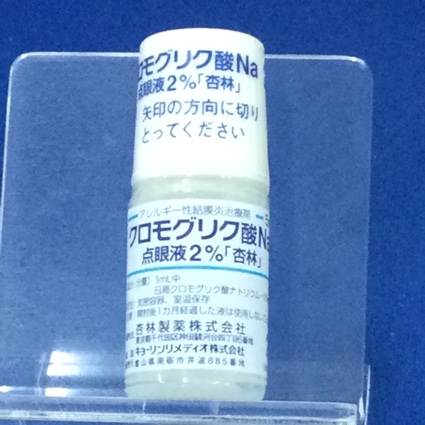 ロモグリク酸Na
点眼液2%「杏林」
矢印の方向に切り
とってください
アレルギー性結膜炎治療剤
クロモグリク酸Na
点眼液2%「杏林」
分量) 1mL中
日局クロモグリク酸ナトリウム
気密容器、室温保存
開封後1カ月経過した液は使用しない
杏林製薬株式会社
東京都千代田区神田駿河台四丁目6番地
キョーリンリメディオ株式会社
富山県南砺市井波885番地